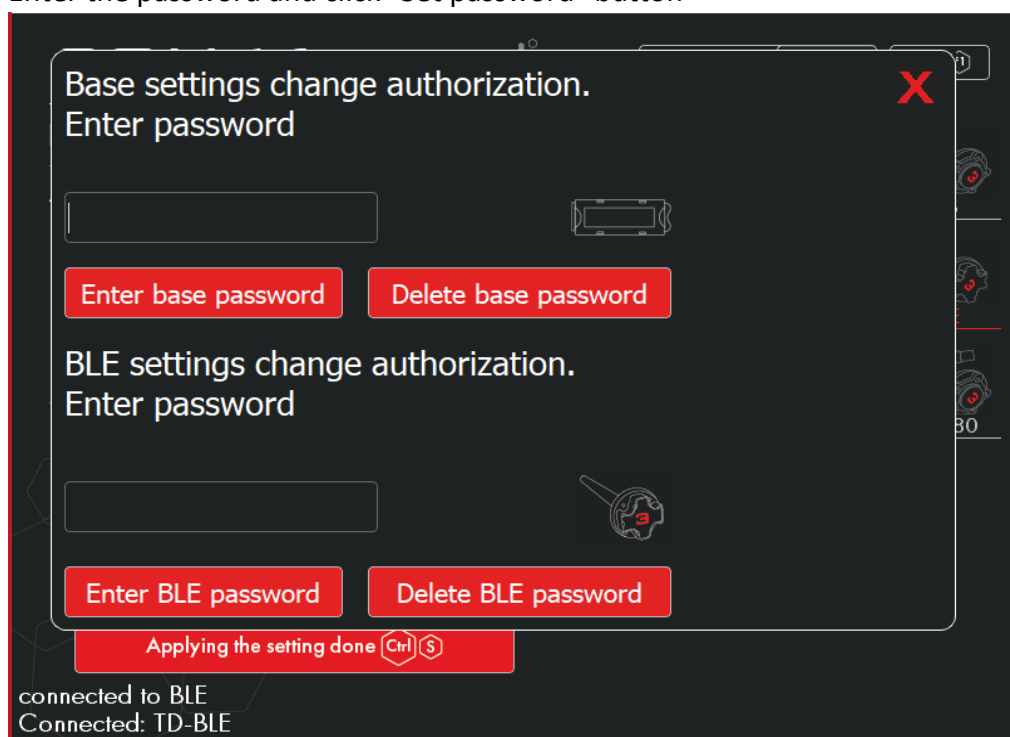 Enter the password and click "Set password" button
Base settings change authorization.
Enter password
X
Enter base password
Delete base password
BLE settings change authorization.
Enter password
Enter BLE password
Delete BLE password
80
Applying the setting done Ctrl S
connected to BLE
Connected: TD-BLE